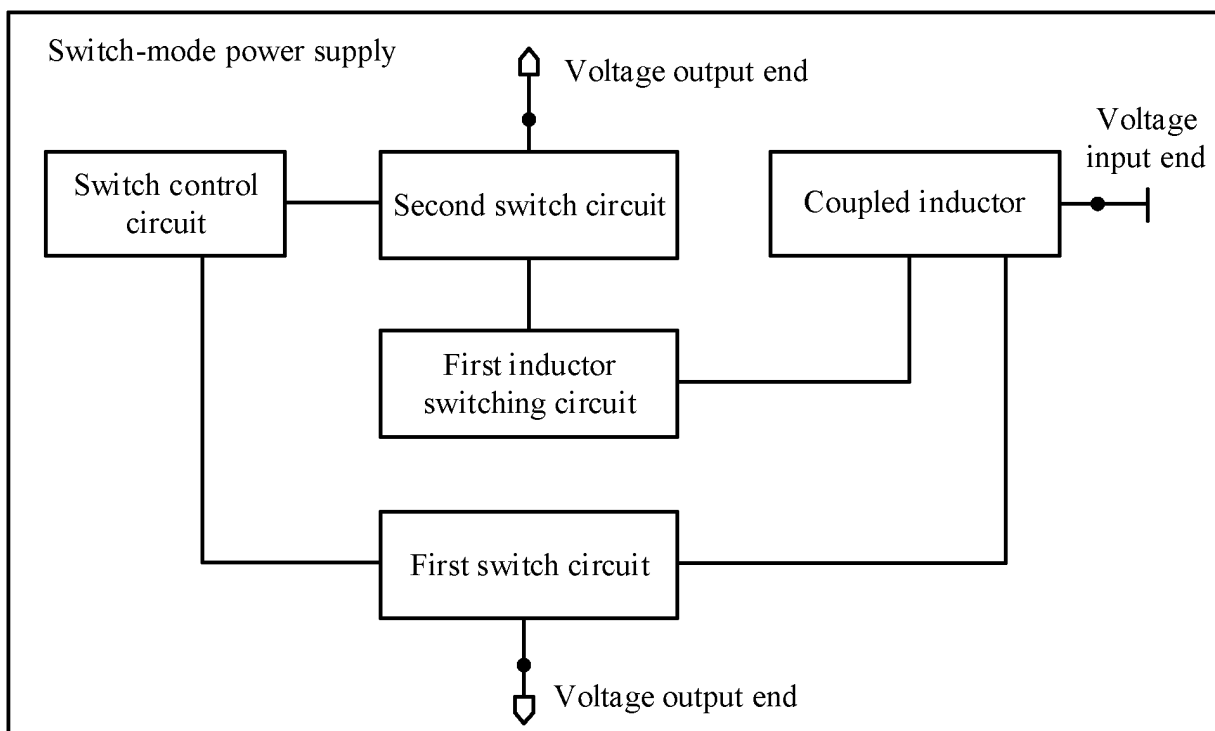 Switch-mode power supply
Voltage output end
Voltage
input end
Switch control
circuit
Second switch circuit
Coupled inductor
First inductor
switching circuit
First switch circuit
Voltage output end